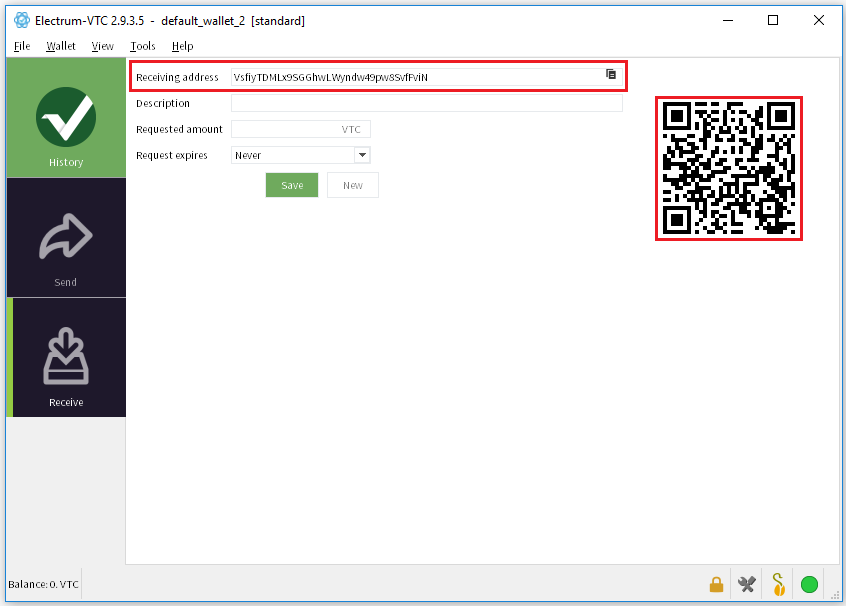 Electrum-VTC 2.9.3.5 - default_wallet_2 [standard]
File Wallet View Tools Help
History
Send
Receive
Receiving address VsfiyTDMLx9SGGhwLWyndw49pw8SvfFviN
Description
Requested amount VTC
Request expires Never
Save New
Balance: 0. VTC